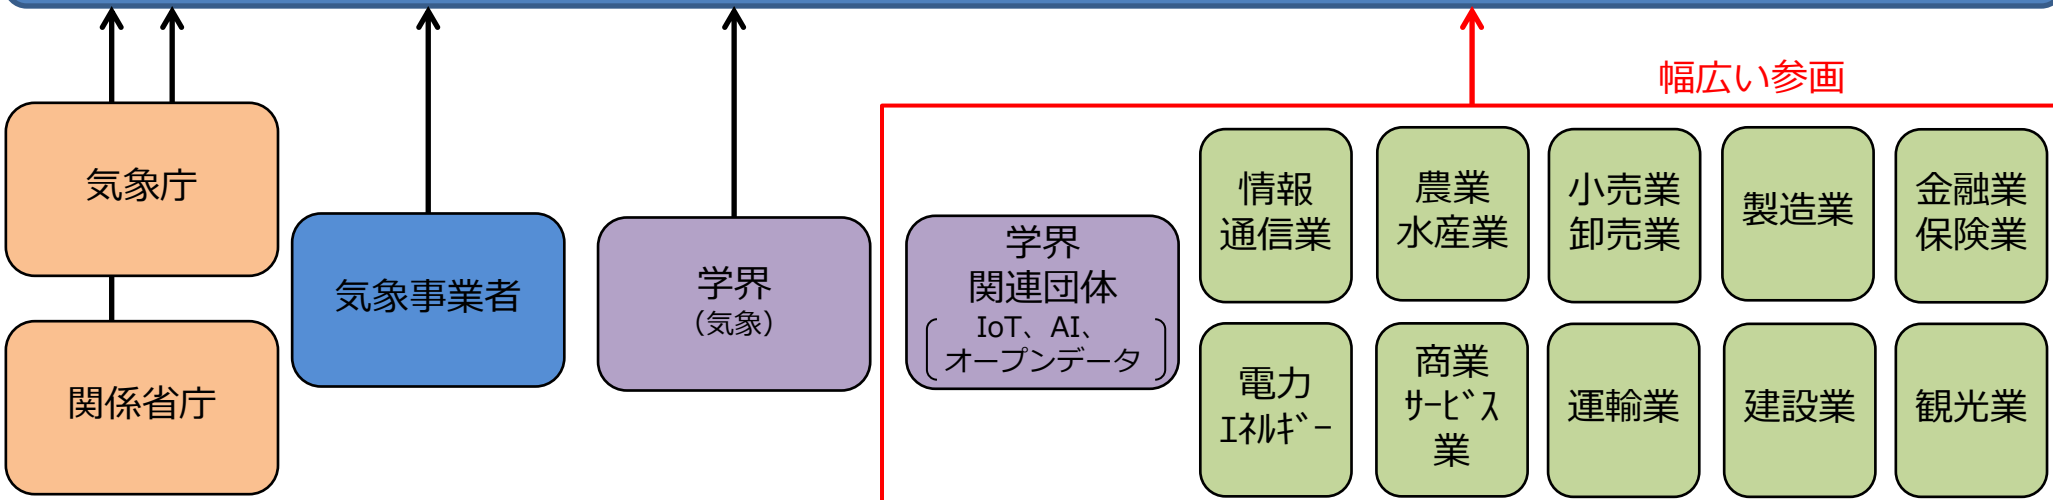 幅広い参画
気象庁
関係省庁
気象事業者
学界
（気象）
学界
関連団体
IoT、AI、
オープンデータ
情報
通信業
農業
水産業
小売業
卸売業
製造業
金融業
保険業
電力
ｴﾈﾙｷﾞｰ
商業
ｻｰﾋﾞｽ
業
運輸業
建設業
観光業